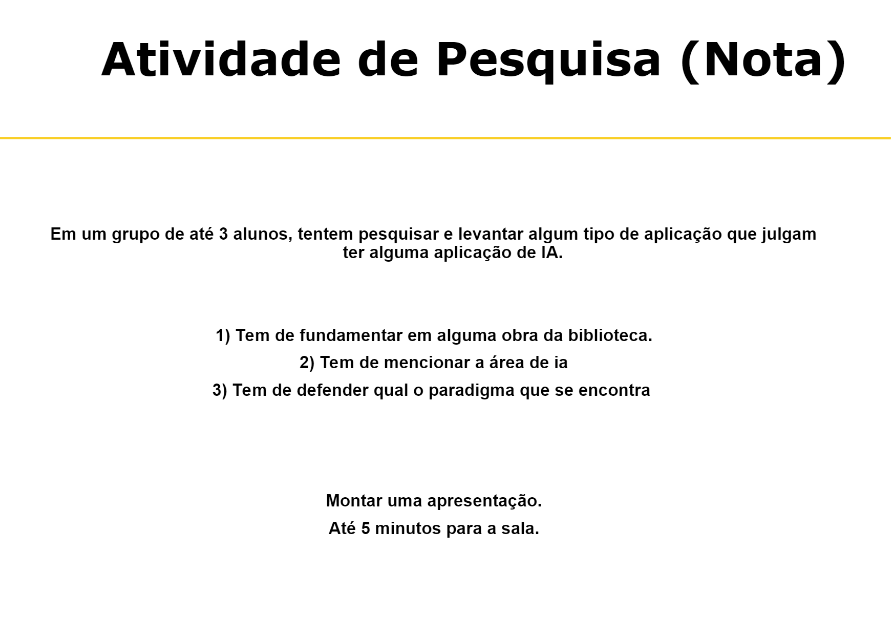 Atividade de Pesquisa (Nota)
Em um grupo de até 3 alunos, tentem pesquisar e levantar algum tipo de aplicação que julgam
ter alguma aplicação de IA.
1) Tem de fundamentar em alguma obra da biblioteca.
2) Tem de mencionar a área de ia
3) Tem de defender qual o paradigma que se encontra
Montar uma apresentação.
Até 5 minutos para a sala.